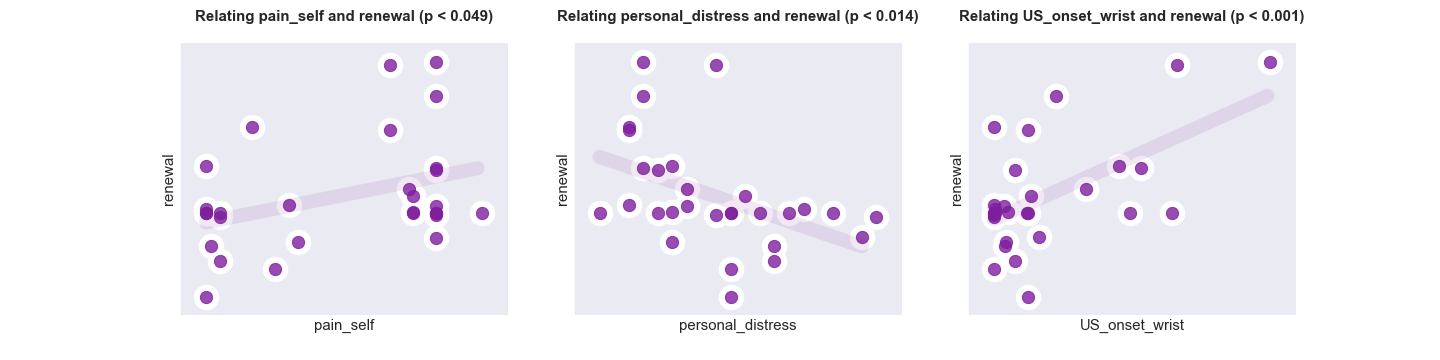 Relating pain_self and renewal (p < 0.049)
renewal
pain_self
Relating personal_distress and renewal (p < 0.014)
renewal
personal_distress
Relating US_onset_wrist and renewal (p < 0.001)
renewal
US_onset_wrist